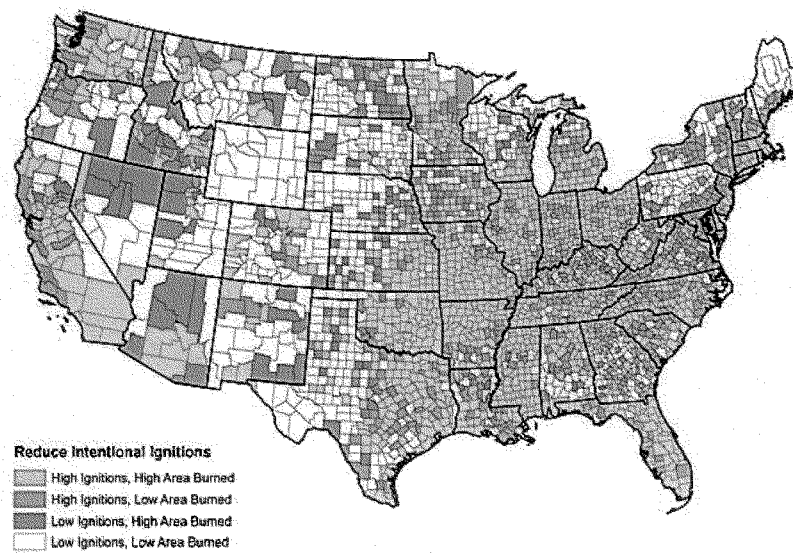 Reduce Intentional Ignitions
High Ignitions, High Area Burned
High Ignitions, Low Area Burned
Low Ignitions, High Area Burned
Low Ignitions, Low Area Burned